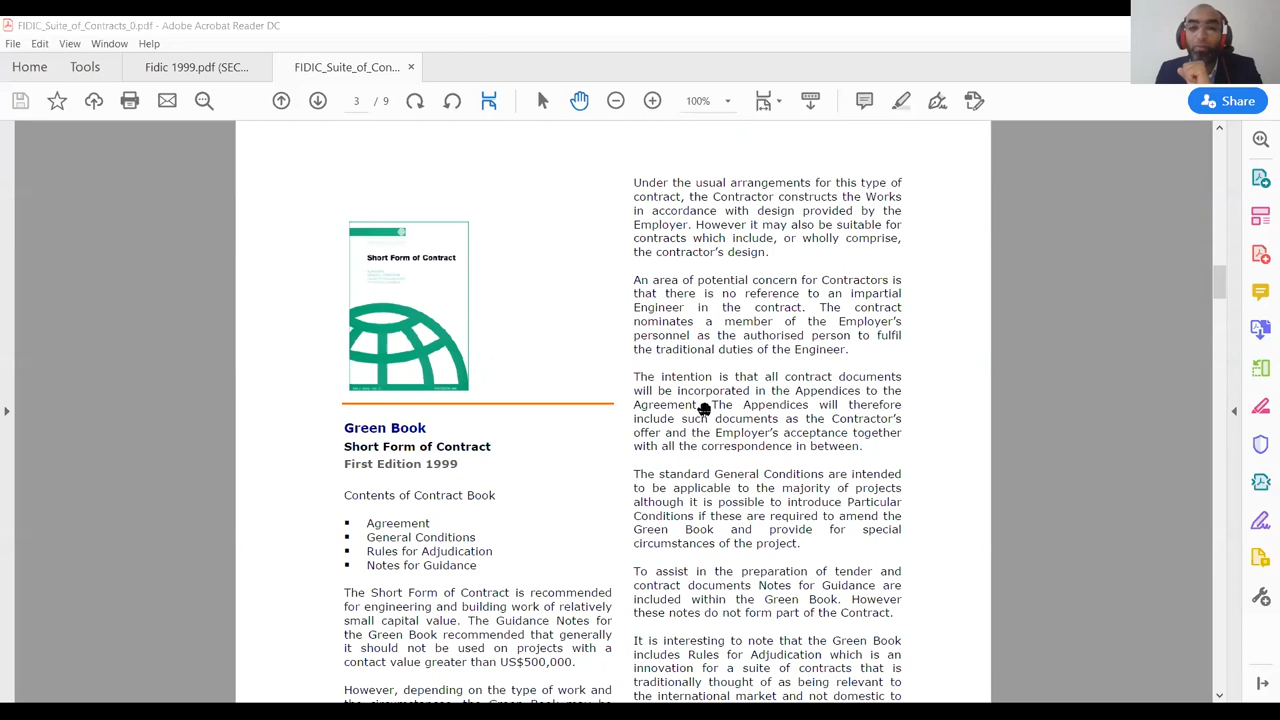 FIDIC_Suite_of_Contracts_0.pdf - Adobe Acrobat Reader DC
File Edit View Window Help
Home Tools Fidic 1999.pdf (SEC... FIDIC_Suite_of_Con... ×
3 / 9 100% Share
Short Form of Contract
Green Book
Short Form of Contract
First Edition 1999
Contents of Contract Book
▪ Agreement
▪ General Conditions
▪ Rules for Adjudication
▪ Notes for Guidance
The Short Form of Contract is recommended
for engineering and building work of relatively
small capital value. The Guidance Notes for
the Green Book recommended that generally
it should not be used on projects with a
contact value greater than US$500,000.
However, depending on the type of work and
the circumstances, the Green Book may be
Under the usual arrangements for this type of
contract, the Contractor constructs the Works
in accordance with design provided by the
Employer. However it may also be suitable for
contracts which include, or wholly comprise,
the contractor's design.
An area of potential concern for Contractors is
that there is no reference to an impartial
Engineer in the contract. The contract
nominates a member of the Employer's
personnel as the authorised person to fulfil
the traditional duties of the Engineer.
The intention is that all contract documents
will be incorporated in the Appendices to the
Agreement. The Appendices will therefore
include such documents as the Contractor's
offer and the Employer's acceptance together
with all the correspondence in between.
The standard General Conditions are intended
to be applicable to the majority of projects
although it is possible to introduce Particular
Conditions if these are required to amend the
Green Book and provide for special
circumstances of the project.
To assist in the preparation of tender and
contract documents Notes for Guidance are
included within the Green Book. However
these notes do not form part of the Contract.
It is interesting to note that the Green Book
includes Rules for Adjudication which is an
innovation for a suite of contracts that is
traditionally thought of as being relevant to
the international market and not domestic to